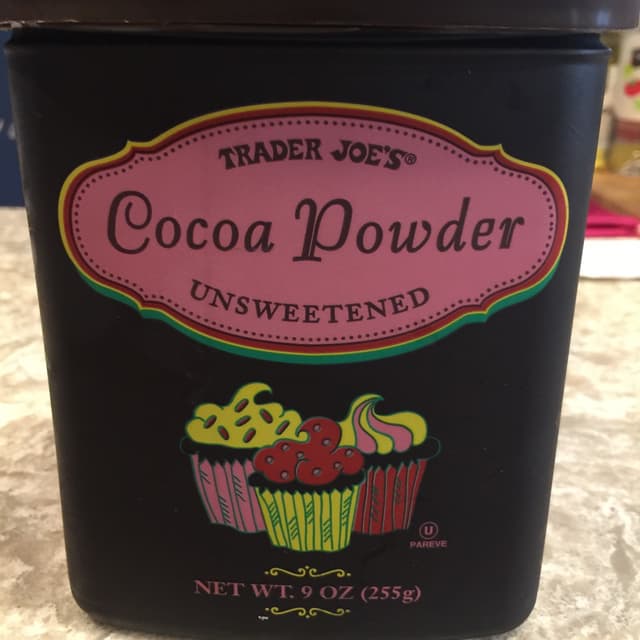 TRADER JOE'S®
Cocoa Powder
UNSWEETENED
U
PAREVE
NET WT. 9 OZ (255g)